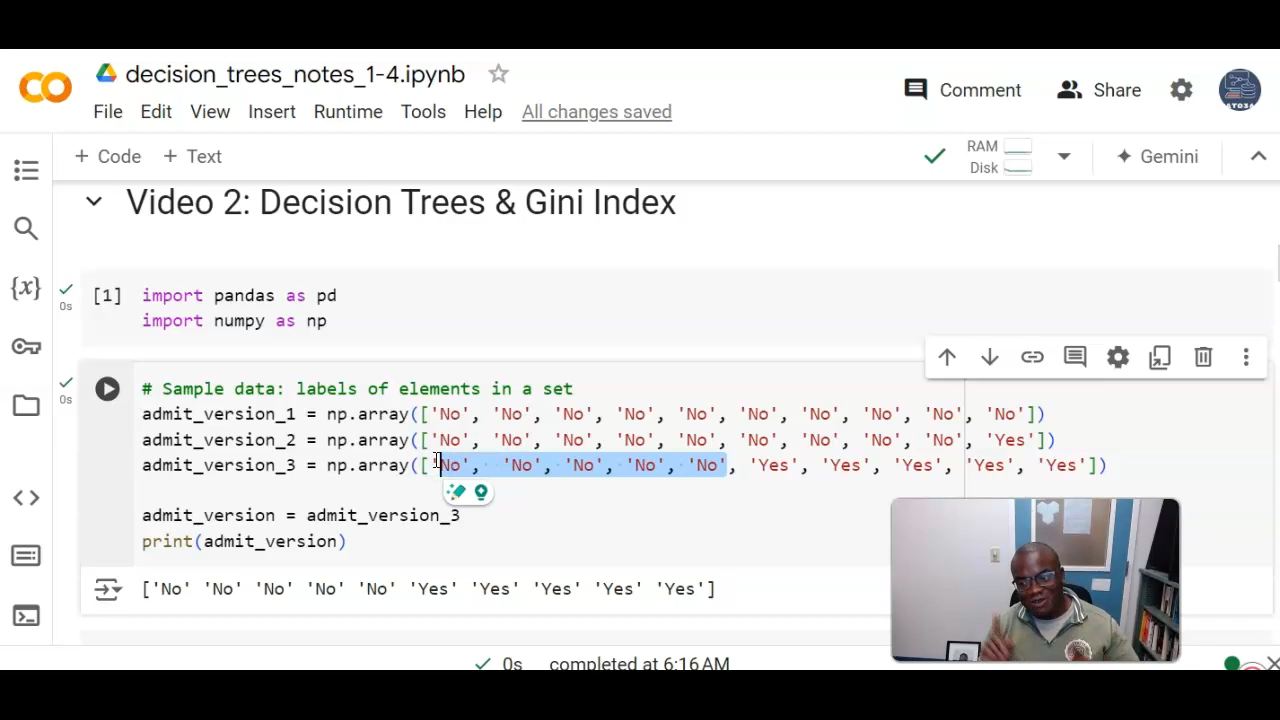 decision_trees_notes_1-4.ipynb
Comment
Share
File Edit View Insert Runtime Tools Help All changes saved
+ Code + Text
RAM
Disk
Gemini
Video 2: Decision Trees & Gini Index
[1] import pandas as pd
import numpy as np
0s
# Sample data: labels of elements in a set
admit_version_1 = np.array(['No', 'No', 'No', 'No', 'No', 'No', 'No', 'No', 'No', 'No'])
admit_version_2 = np.array(['No', 'No', 'No', 'No', 'No', 'No', 'No', 'No', 'No', 'Yes'])
admit_version_3 = np.array(['No', 'No', 'No', 'No', 'No', 'Yes', 'Yes', 'Yes', 'Yes', 'Yes'])
0s
admit_version = admit_version_3
print(admit_version)
['No' 'No' 'No' 'No' 'No' 'Yes' 'Yes' 'Yes' 'Yes' 'Yes']
0s completed at 6:16 AM